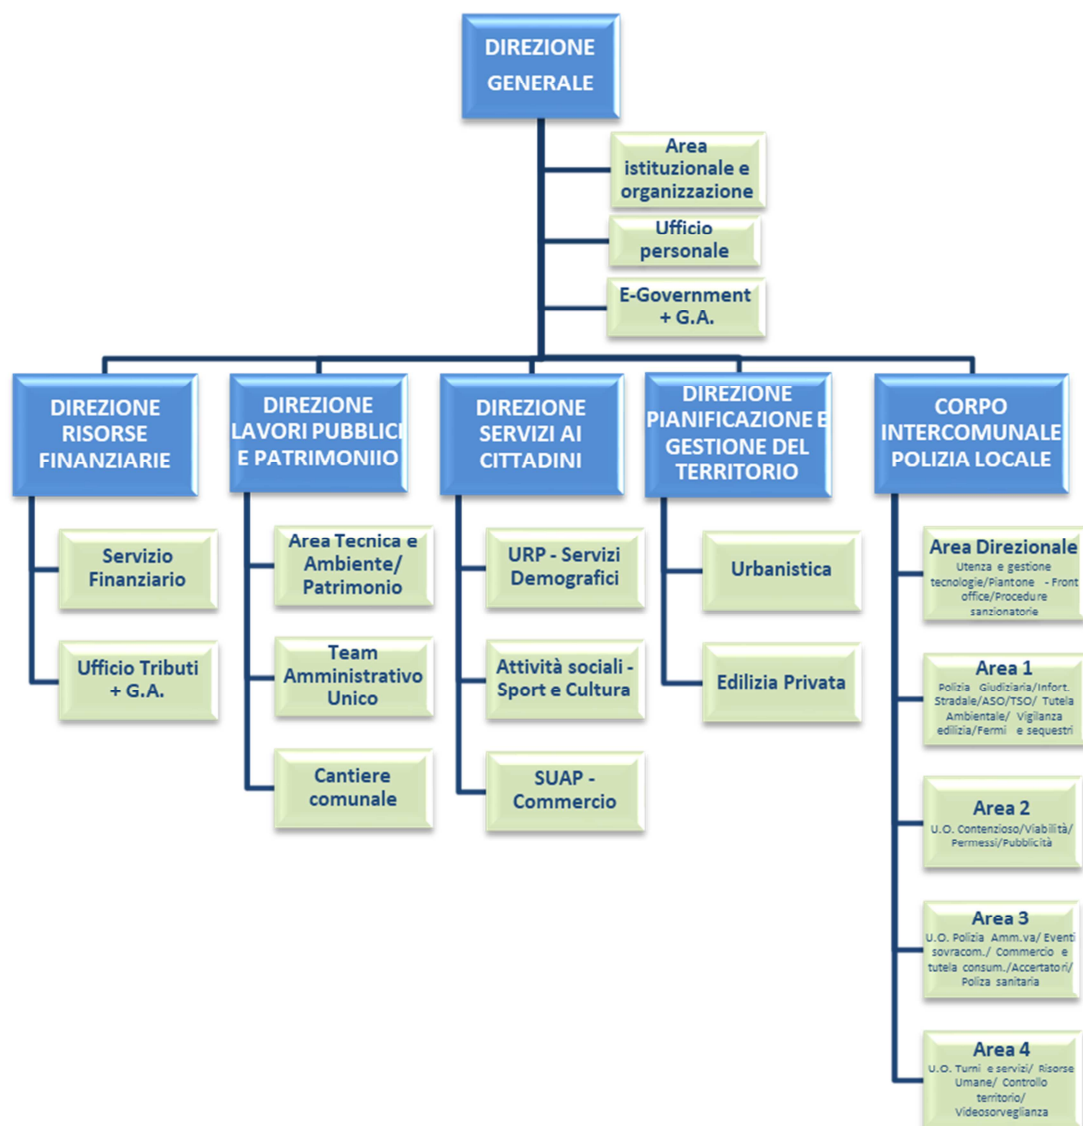 DIREZIONE
GENERALE
Area
istituzionale e
organizzazione
Ufficio
personale
E-Government
+ G.A.
DIREZIONE
RISORSE
FINANZIARIE
DIREZIONE
LAVORI PUBBLICI
E PATRIMONIIO
DIREZIONE
SERVIZI AI
CITTADINI
DIREZIONE
PIANIFICAZIONE E
GESTIONE DEL
TERRITORIO
CORPO
INTERCOMUNALE
POLIZIA LOCALE
Servizio
Finanziario
Ufficio Tributi
+ G.A.
Area Tecnica e
Ambiente/
Patrimonio
Team
Amministrativo
Unico
Cantiere
comunale
URP - Servizi
Demografici
Attività sociali -
Sport e Cultura
SUAP -
Commercio
Urbanistica
Edilizia Privata
Area Direzionale
Utenza e gestione
tecnologie/Piantone - Front
office/Procedure
sanzionatorie
Area 1
Polizia Giudiziaria/Infort.
Stradale/ASO/TSO/ Tutela
Ambientale/ Vigilanza
edilizia/Fermi e sequestri
Area 2
U.O. Contenzioso/Viabilità/
Permessi/Pubblicità
Area 3
U.O. Polizia Amm.va/ Eventi
sovracom./ Commercio e
tutela consum./Accertatori/
Poliza sanitaria
Area 4
U.O. Turni e servizi/ Risorse
Umane/ Controllo
territorio/
Videosorveglianza